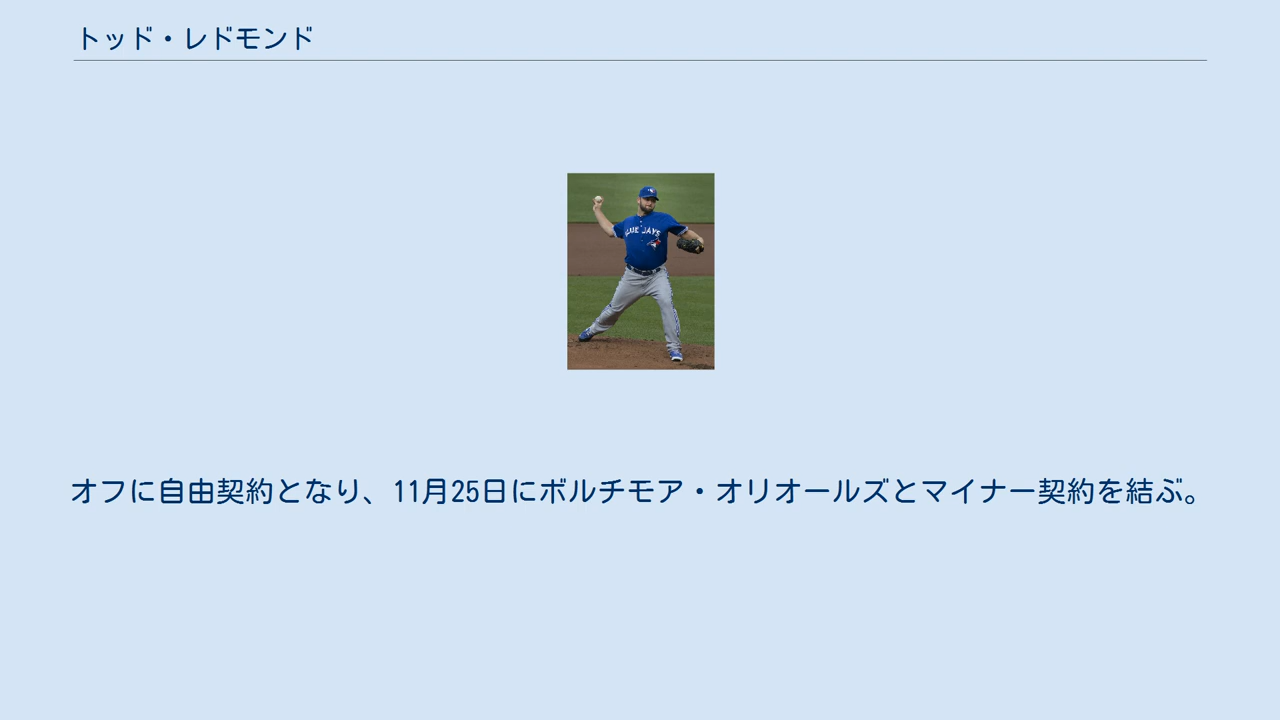 トッド・レドモンド
BLUE JAYS
オフに自由契約となり、11月25日にボルチモア・オリオールズとマイナー契約を結ぶ。